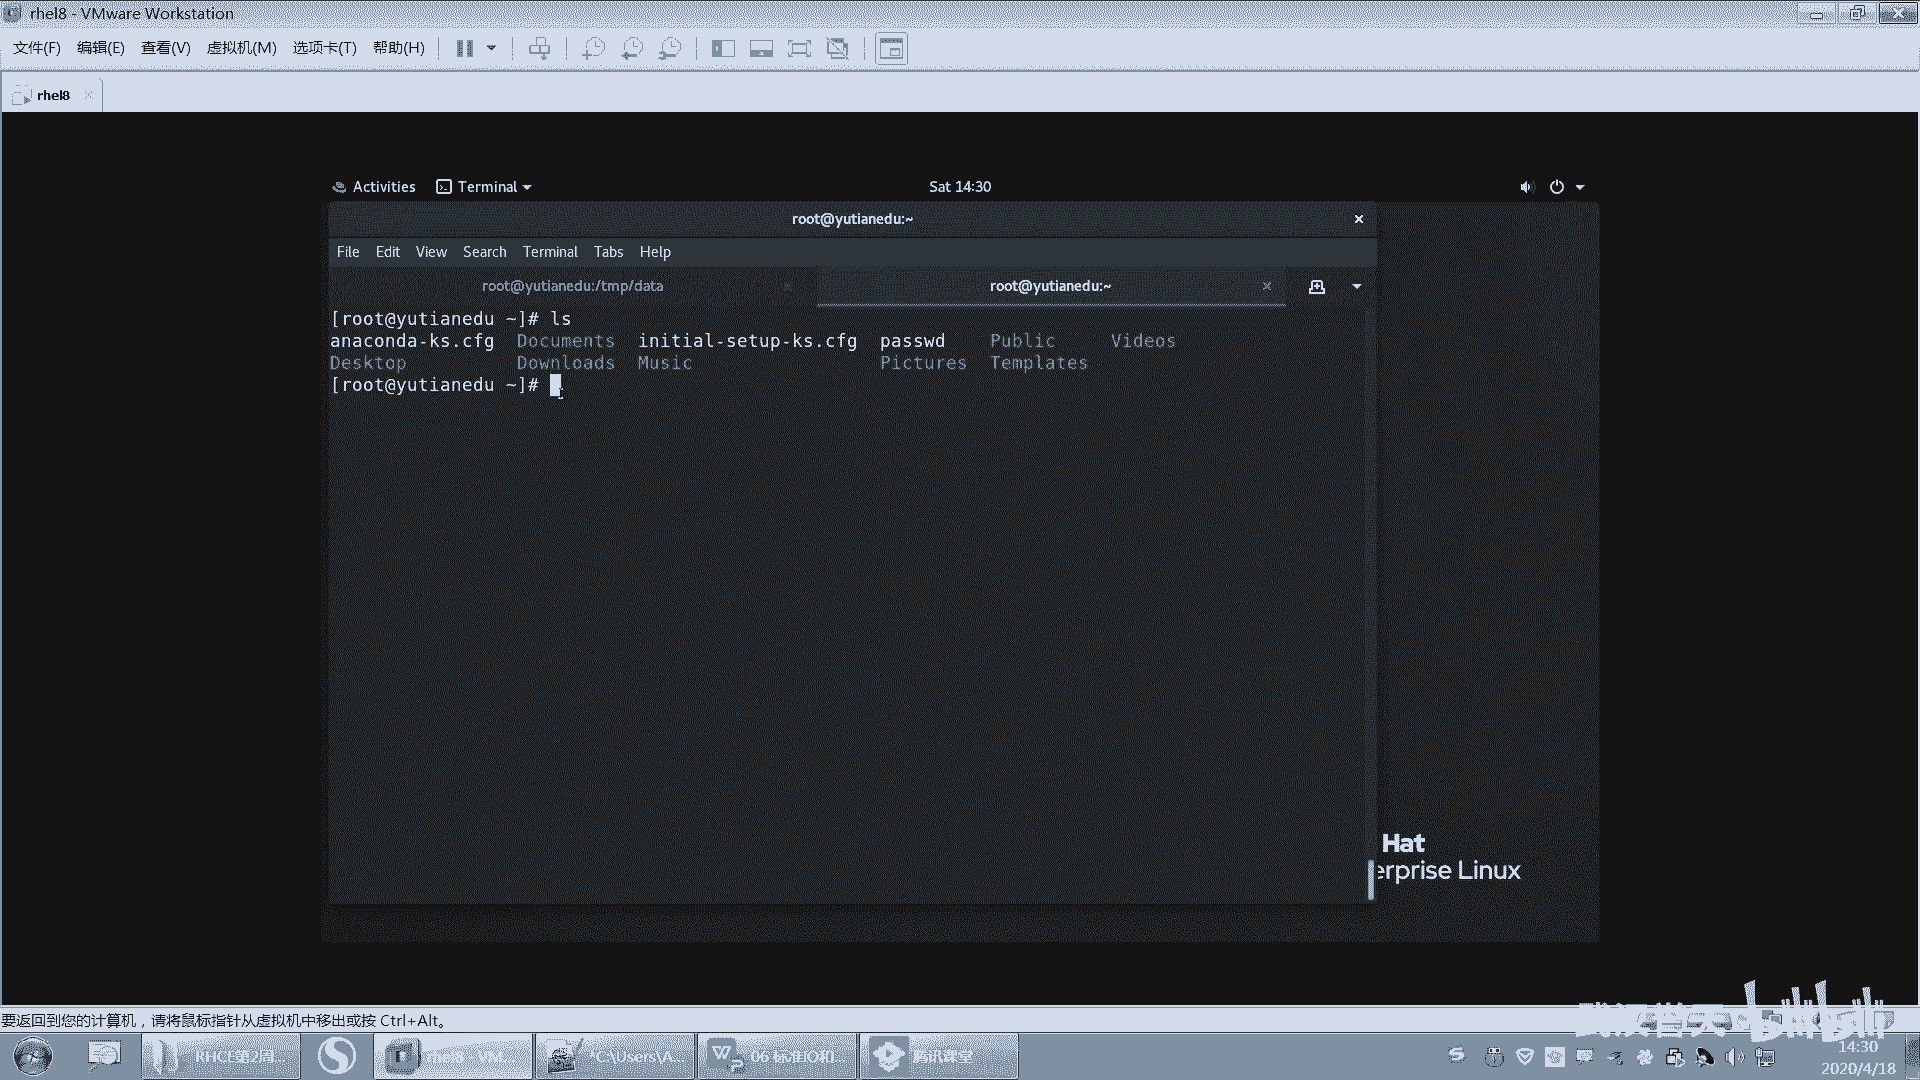 rhel8 - VMware Workstation
文件(F) 编辑(E) 查看(V) 虚拟机(M) 选项卡(T) 帮助(H)
rhel8
Activities Terminal Sat 14:30
root@yutianedu:~
File Edit View Search Terminal Tabs Help
root@yutianedu:/tmp/data root@yutianedu:~
[root@yutianedu ~]# ls
anaconda-ks.cfg Documents initial-setup-ks.cfg passwd Public Videos
Desktop Downloads Music Pictures Templates
[root@yutianedu ~]#
Hat
erprise Linux
要返回到您的计算机，请将鼠标指针从虚拟机中移出或按 Ctrl+Alt。
bilibili
RHCE第2周... rhel8 - VM... *C:\Users\A... 06 标准IO和... 腾讯课堂
14:30
2020/4/18